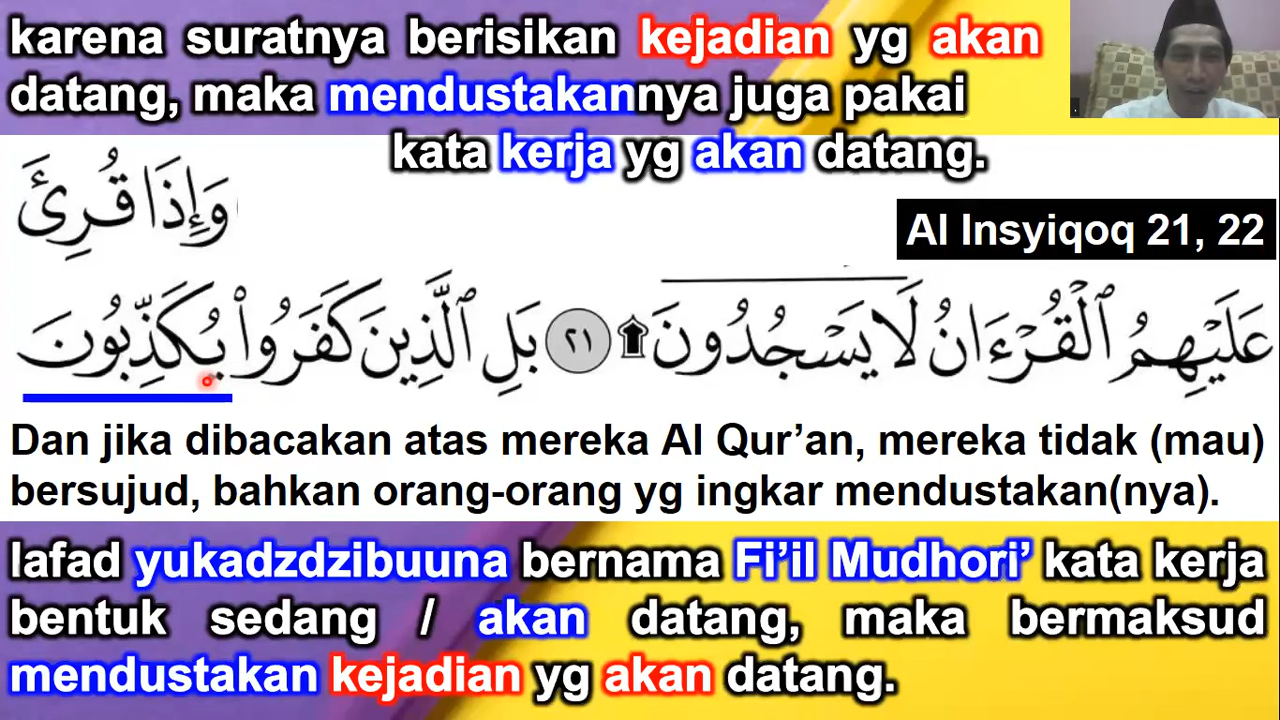 karena suratnya berisikan kejadian yg akan
datang, maka mendustakannya juga pakai
kata kerja yg akan datang.
وَإِذَا قُرِئَ
Al Insyiqoq 21, 22
عَلَيْهِمُ ٱلْقُرْءَانُ لَا يَسْجُدُونَ ۩ ٢١ بَلِ ٱلَّذِينَ كَفَرُوا۟ يُكَذِّبُونَ
Dan jika dibacakan atas mereka Al Qur’an, mereka tidak (mau)
bersujud, bahkan orang-orang yg ingkar mendustakan(nya).
lafad yukadzdzibuuna bernama Fi’il Mudhori’ kata kerja
bentuk sedang / akan datang, maka bermaksud
mendustakan kejadian yg akan datang.